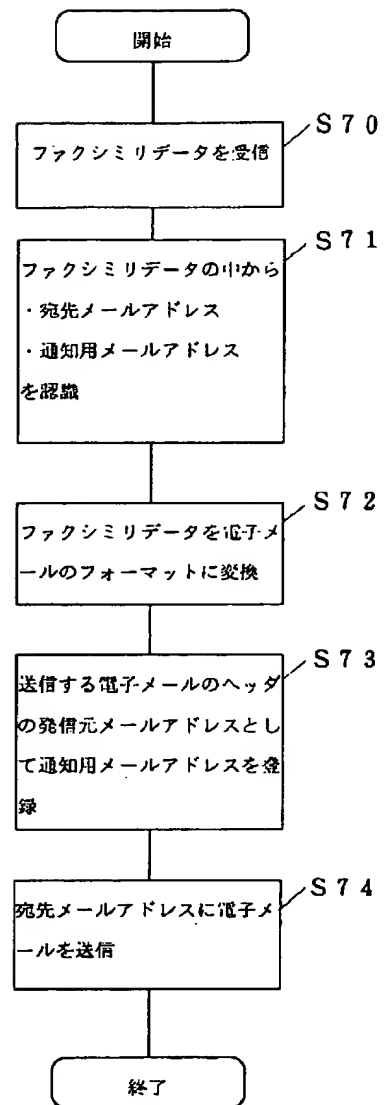 開始
S70
ファクシミリデータを受信
S71
ファクシミリデータの中から
・宛先メールアドレス
・通知用メールアドレス
を認識
S72
ファクシミリデータを電子メ
ールのフォーマットに変換
S73
送信する電子メールのヘッダ
の発信元メールアドレスとし
て通知用メールアドレスを登
録
S74
宛先メールアドレスに電子メ
ールを送信
終了